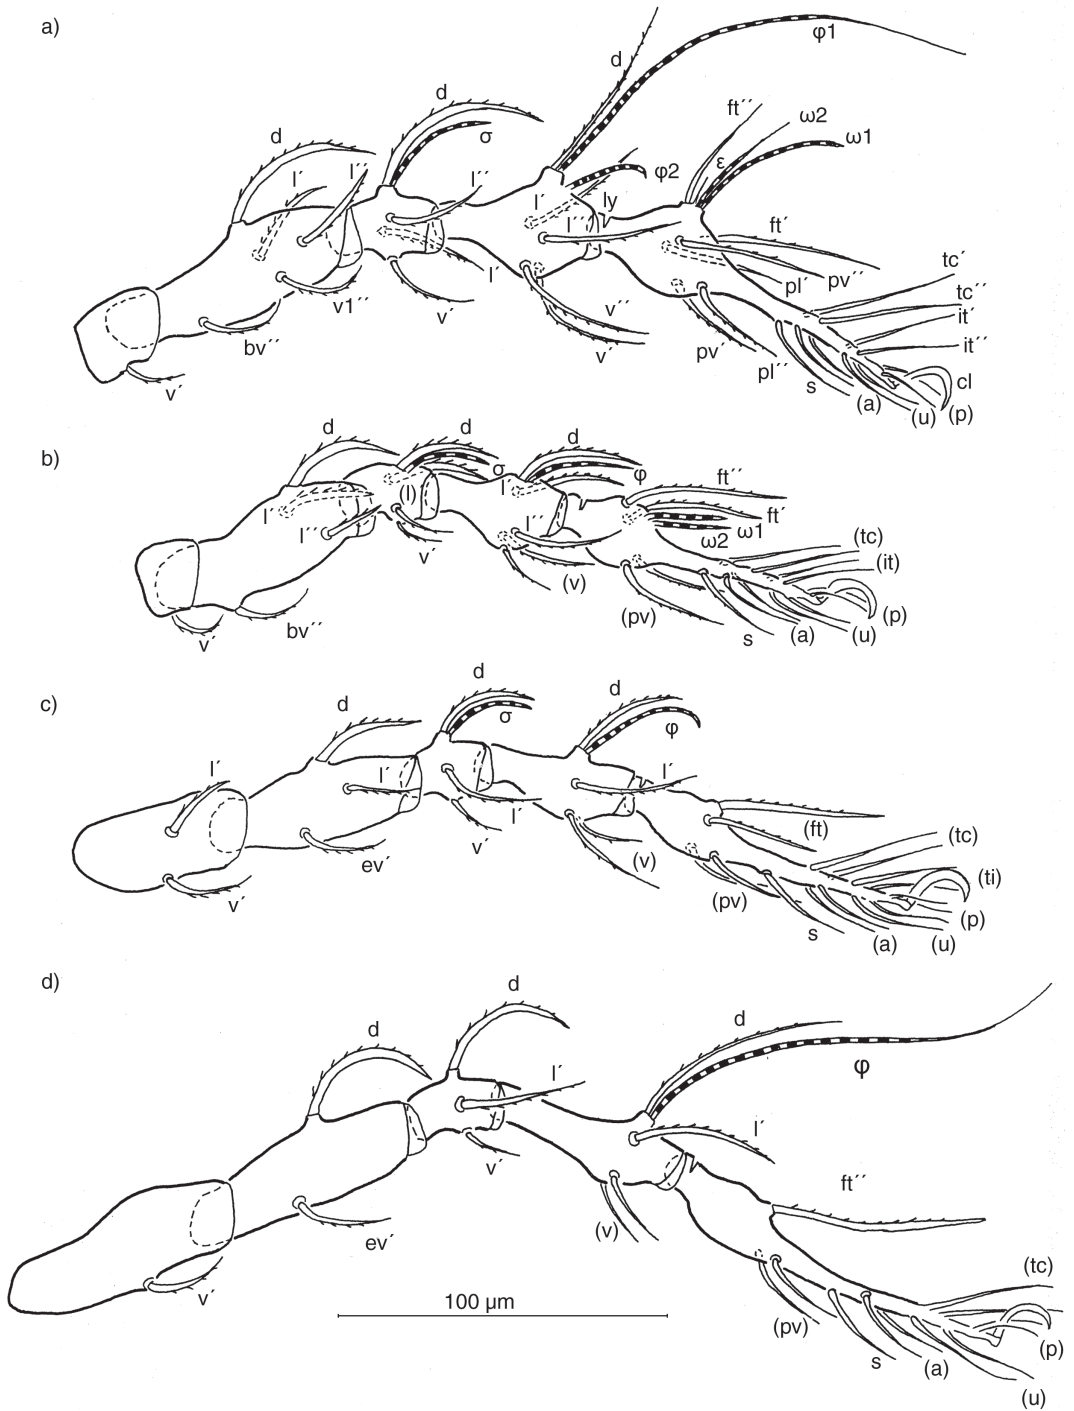 a)
φ1
d
d
σ
ft´´
ω2
ω1
ε
d
l´
l´´
l´´
φ2
l´
ly
l´´
ft´
pv´´
pl´
l´
tc´
tc´´
it´
it´´
v1´´
v´
v´´
v´
bv´´
v´
pv´
pl´´
s
(a)
(u)
(p)
cl
b)
d
d
σ
d
φ
ft´´
ft´
ω1
ω2
l´
l´´
(l)
v´
l´
l´´
(v)
(tc)
(it)
(pv)
s
(a)
(u)
(p)
v´
bv´´
c)
d
d
σ
d
φ
l´
l´
l´
l´
(ft)
(tc)
(ti)
v´
ev´
v´
(v)
(pv)
s
(a)
(u)
(p)
d)
d
d
d
φ
l´
l´
ft´´
v´
ev´
v´
(v)
(tc)
(pv)
s
(a)
(p)
(u)
100 µm